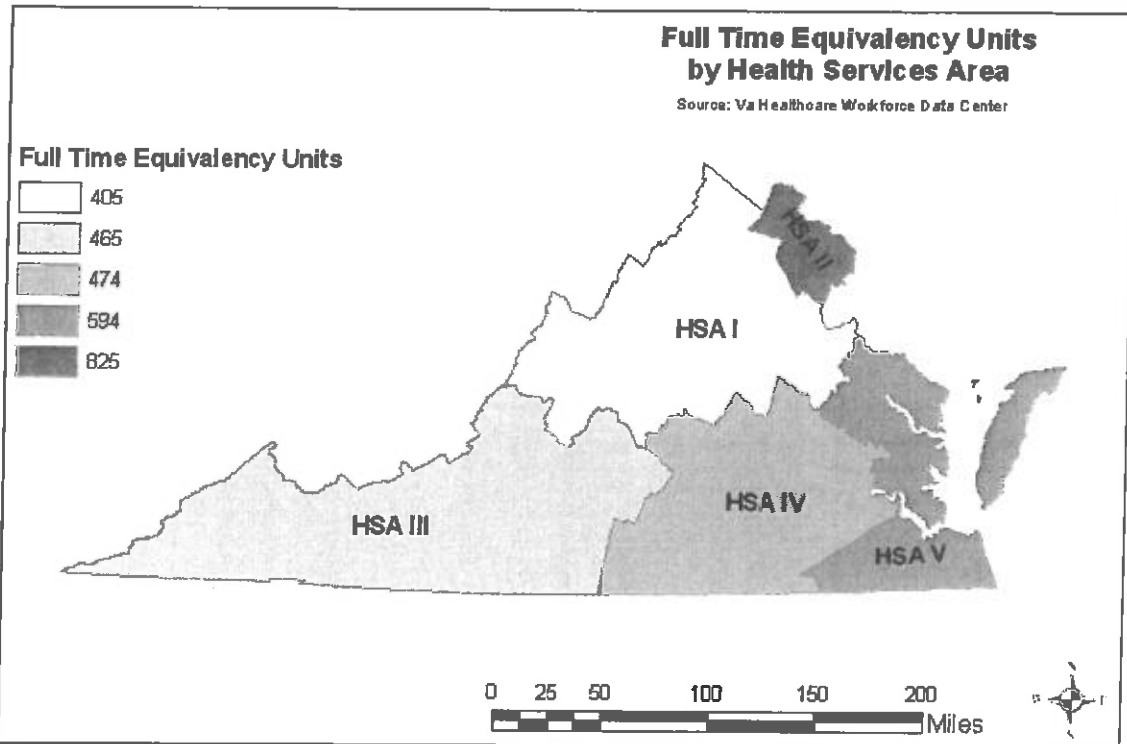 Full Time Equivalency Units
by Health Services Area
Source: Va Healthcare Workforce Data Center
Full Time Equivalency Units
405
465
474
594
825
HSA II
HSA I
HSA IV
HSA III
HSA V
0 25 50 100 150 200
Miles